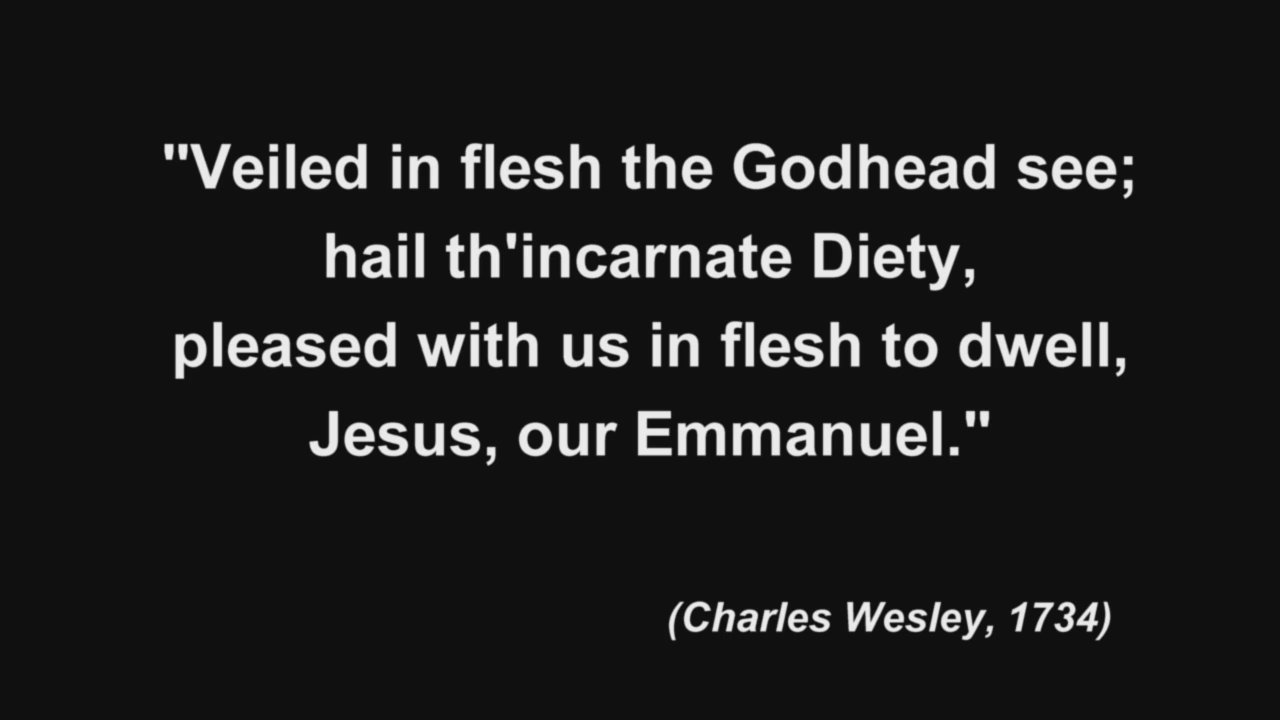 "Veiled in flesh the Godhead see;
hail th'incarnate Diety,
pleased with us in flesh to dwell,
Jesus, our Emmanuel."
(Charles Wesley, 1734)